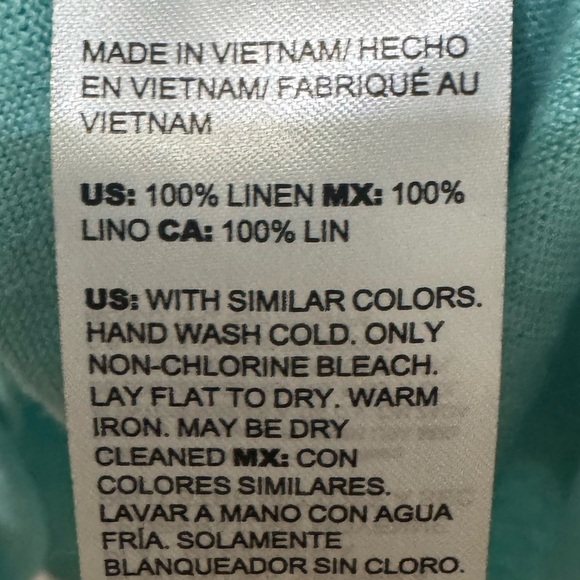 MADE IN VIETNAM/ HECHO
EN VIETNAM/ FABRIQUÉ AU
VIETNAM
US: 100% LINEN MX: 100%
LINO CA: 100% LIN
US: WITH SIMILAR COLORS.
HAND WASH COLD. ONLY
NON-CHLORINE BLEACH.
LAY FLAT TO DRY. WARM
IRON. MAY BE DRY
CLEANED MX: CON
COLORES SIMILARES.
LAVAR A MANO CON AGUA
FRÍA. SOLAMENTE
BLANQUEADOR SIN CLORO.